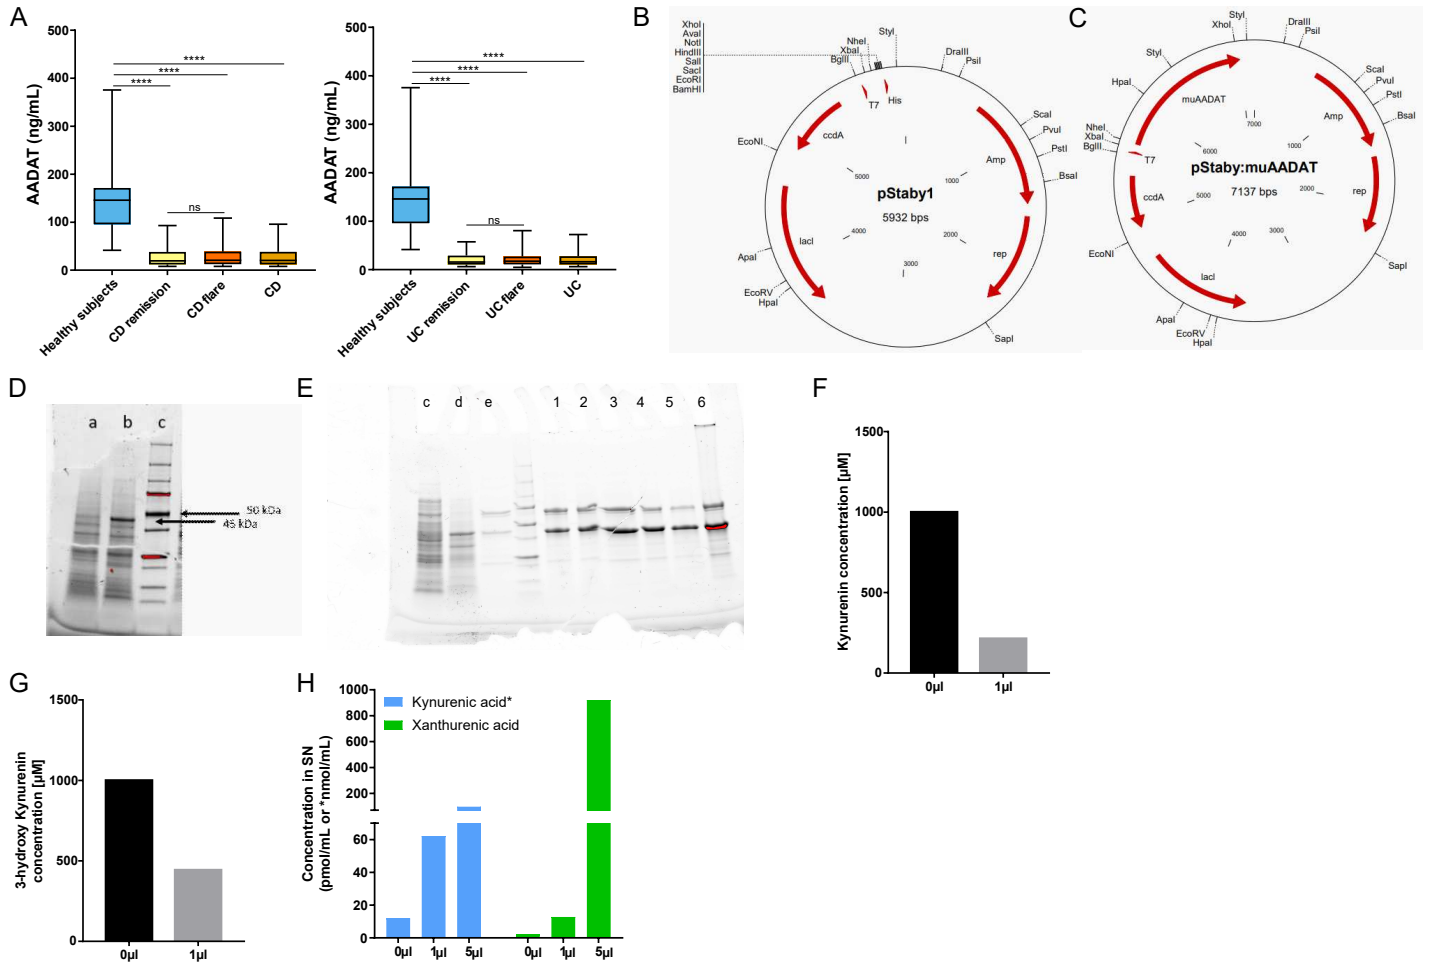 A
AADAT (ng/mL)
500
400
300
200
100
0
****
****
****
ns
Healthy subjects
CD remission
CD flare
CD
AADAT (ng/mL)
500
400
300
200
100
0
****
****
****
ns
Healthy subjects
UC remission
UC flare
UC
B
XhoI
AvaI
NotI
HindIII
SalI
SacI
EcoRI
BamHI
NheI
XbaI
BglII
StyI
DraIII
PsiI
ScaI
PvuI
PstI
BsaI
SapI
HpaI
EcoRV
ApaI
EcoNI
T7
His
ccdA
Amp
rep
lacI
1000
2000
3000
4000
5000
pStaby1
5932 bps
C
StyI
XhoI
StyI
HpaI
NheI
XbaI
BglII
DraIII
PsiI
ScaI
PvuI
PstI
BsaI
SapI
HpaI
EcoRV
ApaI
EcoNI
muAADAT
T7
ccdA
lacI
Amp
rep
7000
1000
2000
3000
4000
5000
6000
pStaby:muAADAT
7137 bps
D
a b c
50 kDa
45 kDa
E
c d e 1 2 3 4 5 6
F
Kynurenin concentration [µM]
1500
1000
500
0
0µl 1µl
G
3-hydroxy Kynurenin
concentration [µM]
1500
1000
500
0
0µl 1µl
H
Concentration in SN
(pmol/mL or *nmol/mL)
1000
800
600
400
200
60
40
20
0
Kynurenic acid*
Xanthurenic acid
0µl 1µl 5µl 0µl 1µl 5µl